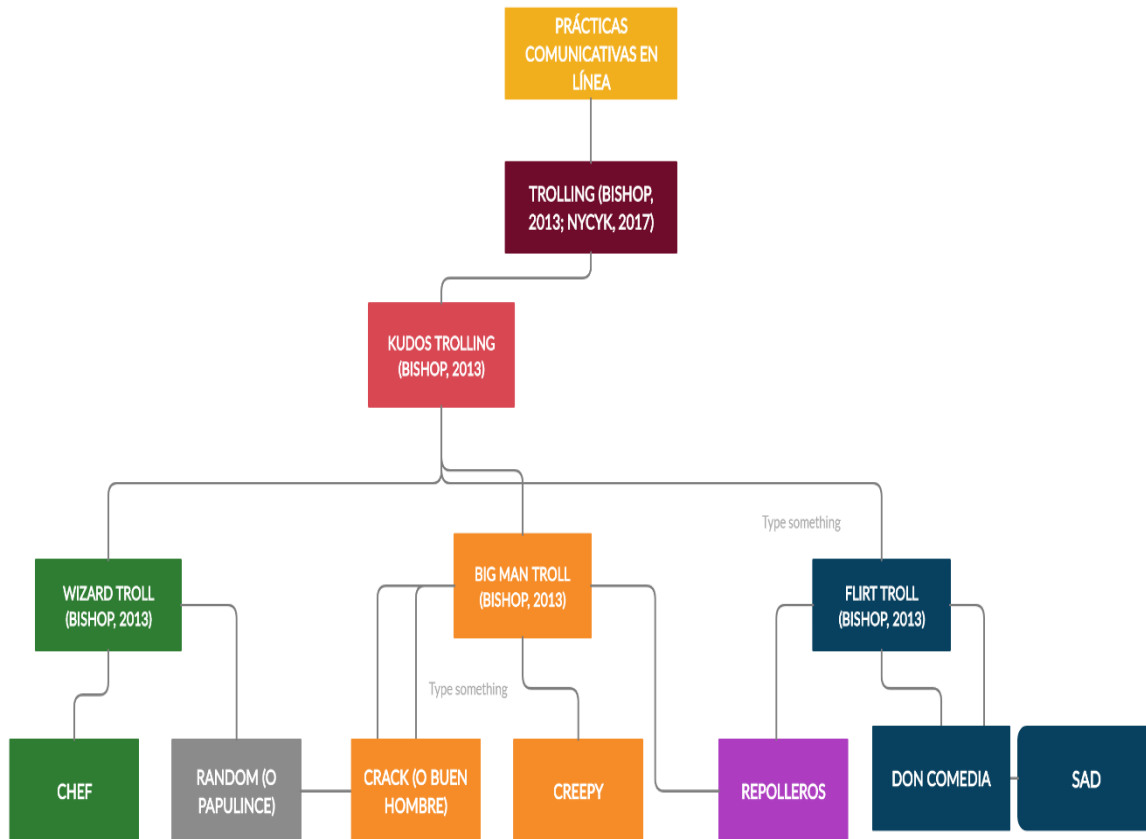 PRÁCTICAS
COMUNICATIVAS EN
LÍNEA
TROLLING (BISHOP,
2013; NYCYK, 2017)
KUDOS TROLLING
(BISHOP, 2013)
Type something
WIZARD TROLL
(BISHOP, 2013)
BIG MAN TROLL
(BISHOP, 2013)
FLIRT TROLL
(BISHOP, 2013)
Type something
CHEF
RANDOM (O
PAPULINCE)
CRACK (O BUEN
HOMBRE)
CREEPY
REPOLLEROS
DON COMEDIA
SAD